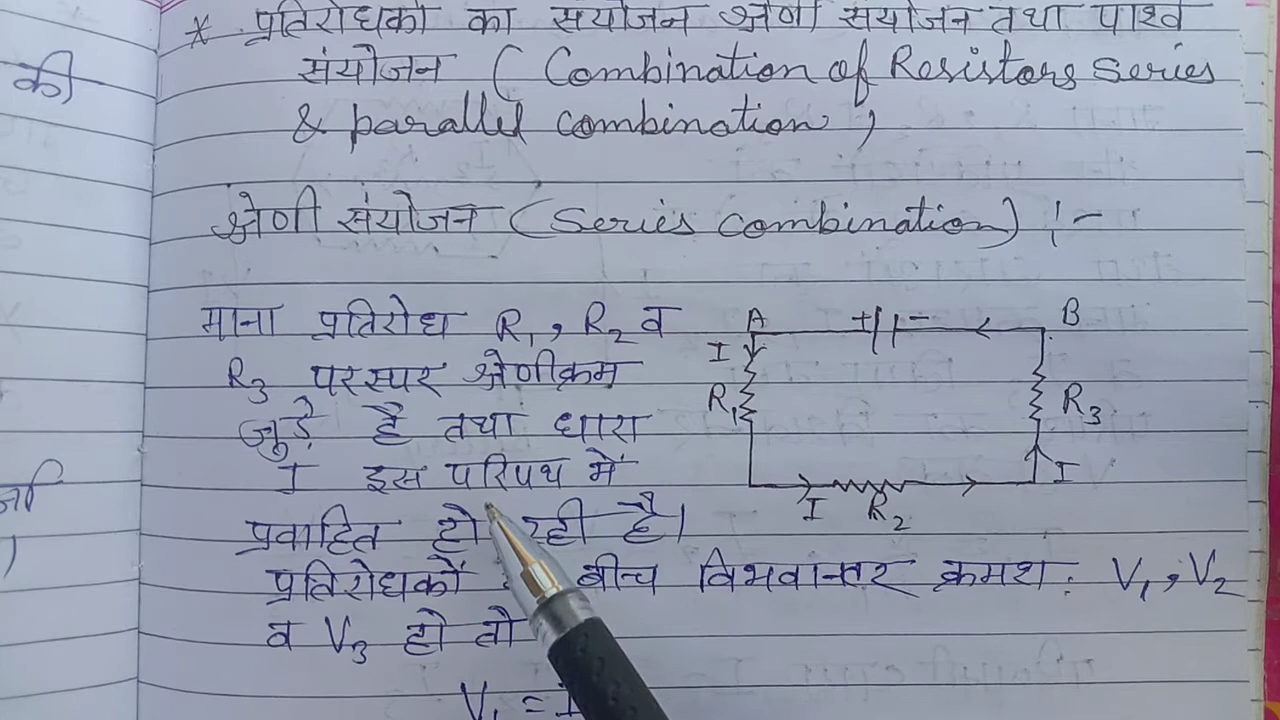 की
* प्रतिरोधको का संयोजन श्रेणी संयोजन तथा पार्श्व
संयोजन ( Combination of Resistors series
& parallel combination )
श्रेणी संयोजन ( Series combination ) :-
माना प्रतिरोध R1, R2 व
R3 परस्पर श्रेणीक्रम
जुड़े है तथा धारा
I इस परिपथ में
प्रवाहित हो रही है।
प्रतिरोधकों बीच विभवान्तर क्रमश: V1, V2
व V3 हो तो
V1 = I
A + - B
I
R1
R3
I
I R2